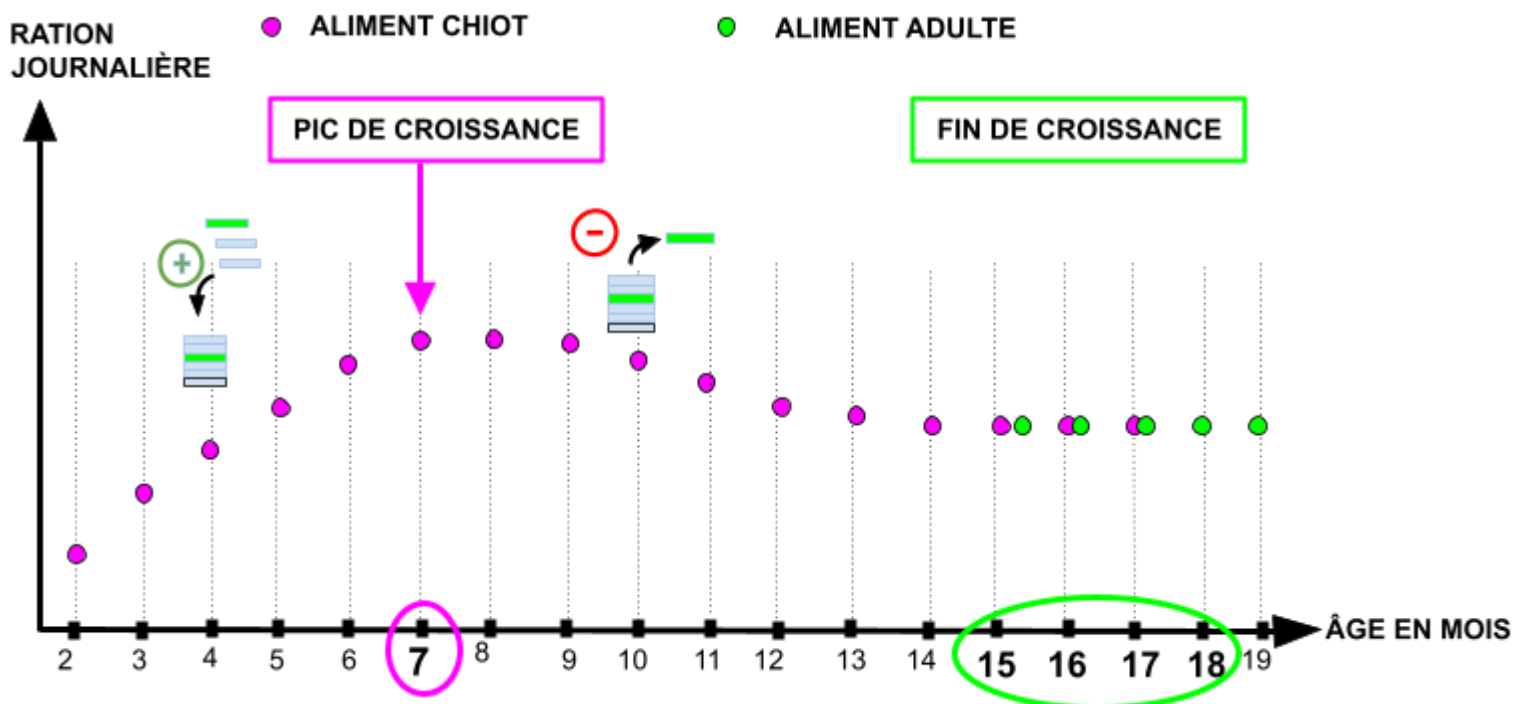 RATION
JOURNALIÈRE
ALIMENT CHIOT
ALIMENT ADULTE
PIC DE CROISSANCE
FIN DE CROISSANCE
+
-
2 3 4 5 6 7 8 9 10 11 12 13 14 15 16 17 18 19
ÂGE EN MOIS